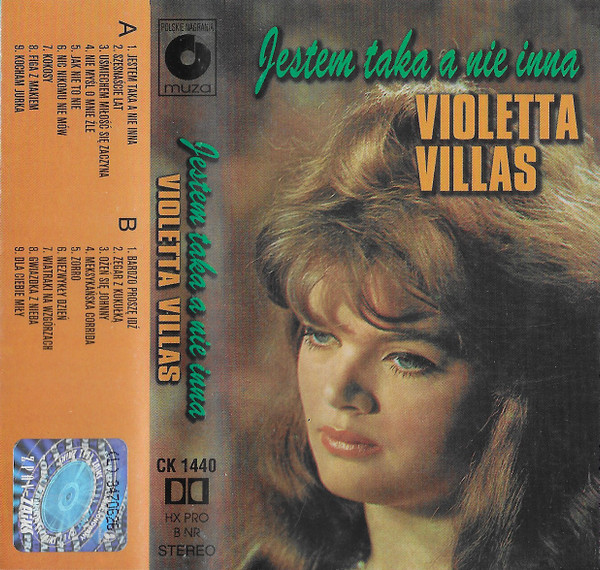 A
1. JESTEM TAKA A NIE INNA
2. SZESNAŚCIE LAT
3. UŚMIECHEM MIŁOŚĆ SIĘ ZACZYNA
4. NIE MYŚL O MNIE ŹLE
5. JAK NIE TO NIE
6. NIC NIKOMU NIE MÓW
7. KOKOSY
8. FIGA Z MAKIEM
9. KOCHAM JURKA
B
1. BARDZO PROSZĘ IDŹ
2. ZEGAR Z KUKUŁKĄ
3. OŻEŃ SIĘ JOHNNY
4. MEKSYKAŃSKA CORRIDA
5. ZORRO
6. NIEZWYKŁY DZIEŃ
7. WIATRAKI NA WZGÓRZACH
8. GWIAZDKA Z NIEBA
9. DLA CIEBIE MIŁY
POLSKIE NAGRANIA
muza
Jestem taka a nie inna
VIOLETTA VILLAS
CK 1440
HX PRO
B NR
STEREO
Jestem taka a nie inna
VIOLETTA
VILLAS